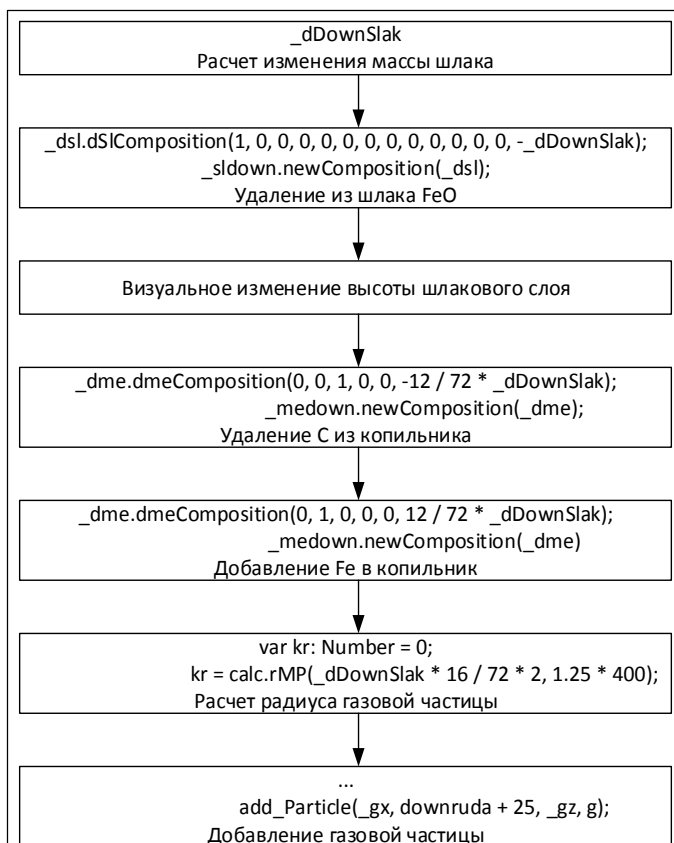 _dDownSlak
Расчет изменения массы шлака
_dsl.dSlComposition(1, 0, 0, 0, 0, 0, 0, 0, 0, 0, 0, 0, 0, -_dDownSlak);
_sldown.newComposition(_dsl);
Удаление из шлака FeO
Визуальное изменение высоты шлакового слоя
_dme.dmeComposition(0, 0, 1, 0, 0, -12 / 72 * _dDownSlak);
_medown.newComposition(_dme);
Удаление С из копильника
_dme.dmeComposition(0, 1, 0, 0, 0, 12 / 72 * _dDownSlak);
_medown.newComposition(_dme)
Добавление Fe в копильник
var kr: Number = 0;
kr = calc.rMP(_dDownSlak * 16 / 72 * 2, 1.25 * 400);
Расчет радиуса газовой частицы
...
add_Particle(_gx, downruda + 25, _gz, g);
Добавление газовой частицы